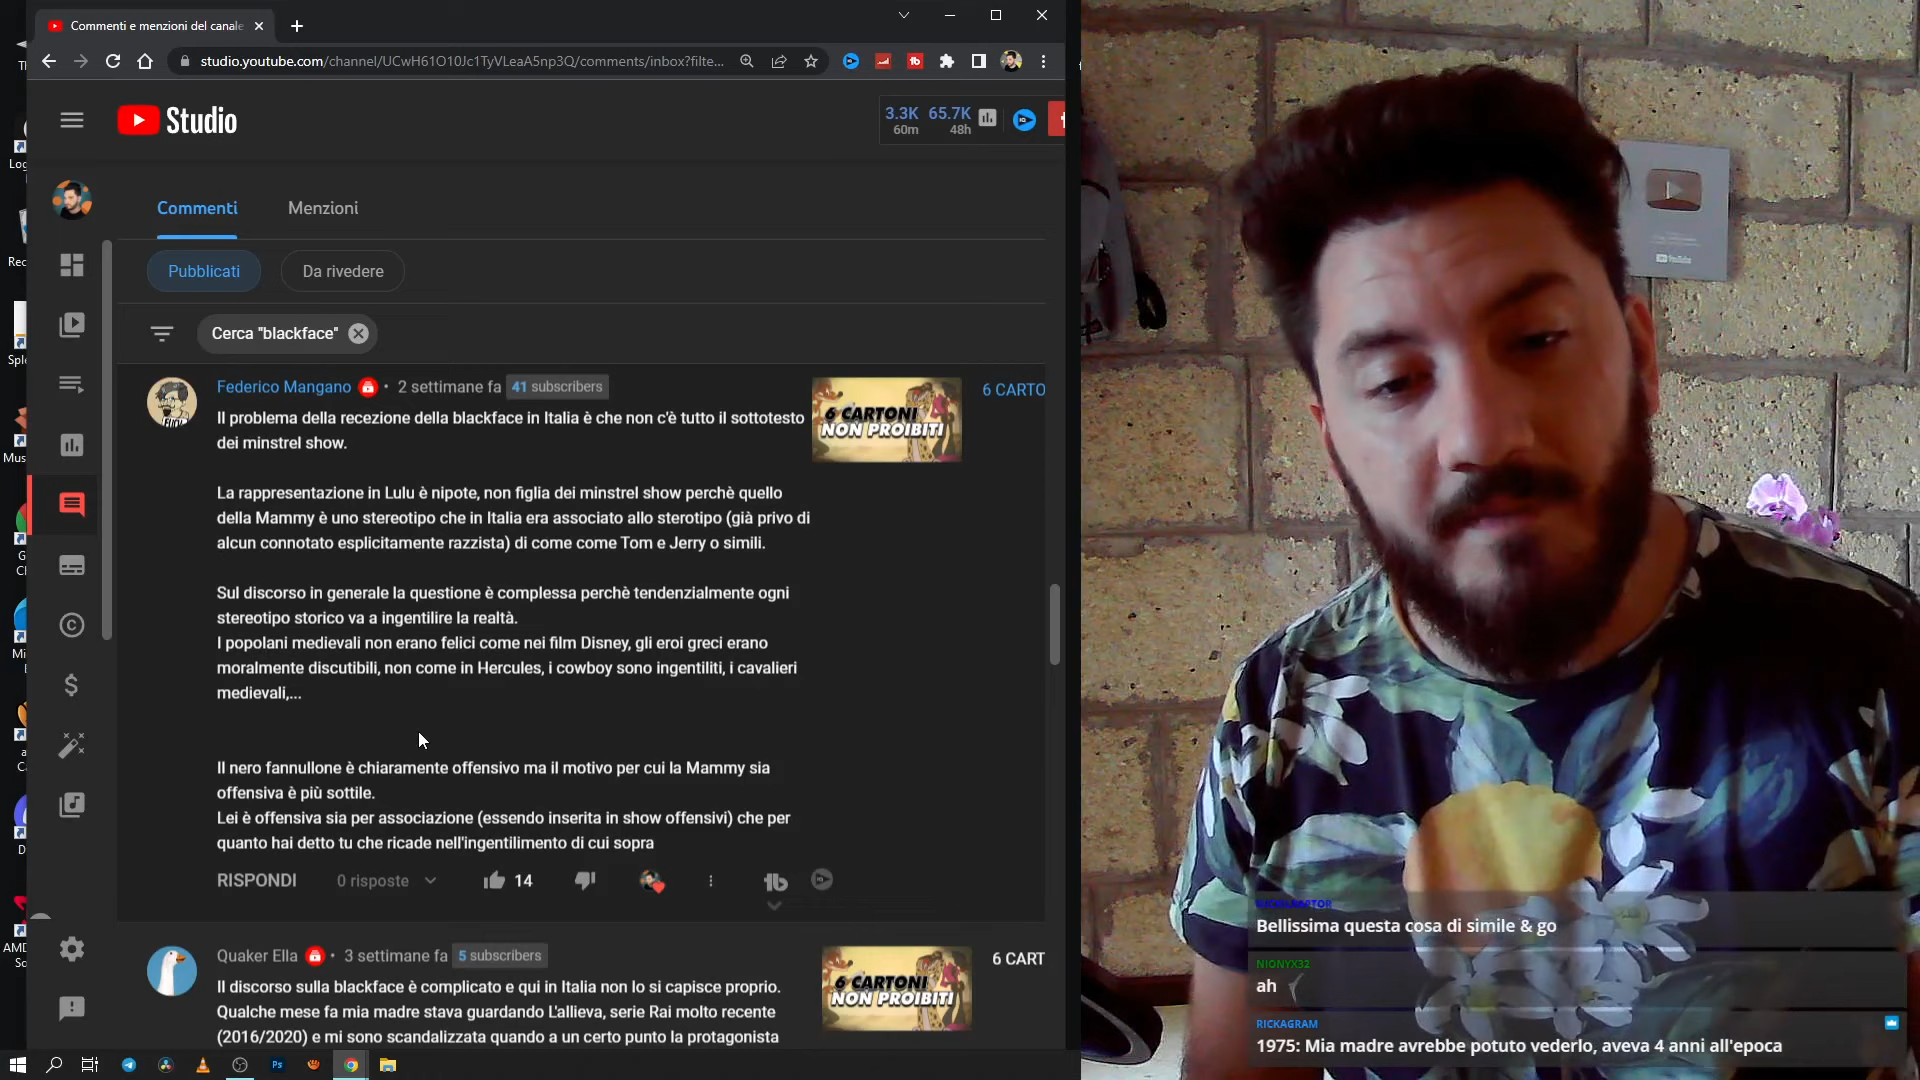 Commenti e menzioni del canale
studio.youtube.com/channel/UCwH61O10Jc1TyVLeaA5np3Q/comments/inbox?filte...
Studio
3.3K 65.7K
60m 48h
Commenti Menzioni
Pubblicati Da rivedere
Cerca "blackface"
Federico Mangano • 2 settimane fa 41 subscribers
6 CARTO
6 CARTONI
NON PROIBITI
Il problema della recezione della blackface in Italia è che non c'è tutto il sottotesto
dei minstrel show.
La rappresentazione in Lulu è nipote, non figlia dei minstrel show perchè quello
della Mammy è uno stereotipo che in Italia era associato allo sterotipo (già privo di
alcun connotato esplicitamente razzista) di come come Tom e Jerry o simili.
Sul discorso in generale la questione è complessa perchè tendenzialmente ogni
stereotipo storico va a ingentilire la realtà.
I popolani medievali non erano felici come nei film Disney, gli eroi greci erano
moralmente discutibili, non come in Hercules, i cowboy sono ingentiliti, i cavalieri
medievali,...
Il nero fannullone è chiaramente offensivo ma il motivo per cui la Mammy sia
offensiva è più sottile.
Lei è offensiva sia per associazione (essendo inserita in show offensivi) che per
quanto hai detto tu che ricade nell'ingentilimento di cui sopra
RISPONDI 0 risposte 14
Quaker Ella • 3 settimane fa 5 subscribers
6 CART
6 CARTONI
NON PROIBITI
Il discorso sulla blackface è complicato e qui in Italia non lo si capisce proprio.
Qualche mese fa mia madre stava guardando L'allieva, serie Rai molto recente
(2016/2020) e mi sono scandalizzata quando a un certo punto la protagonista
YouTube
Bellissima questa cosa di simile & go
NIONYX32
ah
RICKAGRAM
1975: Mia madre avrebbe potuto vederlo, aveva 4 anni all'epoca